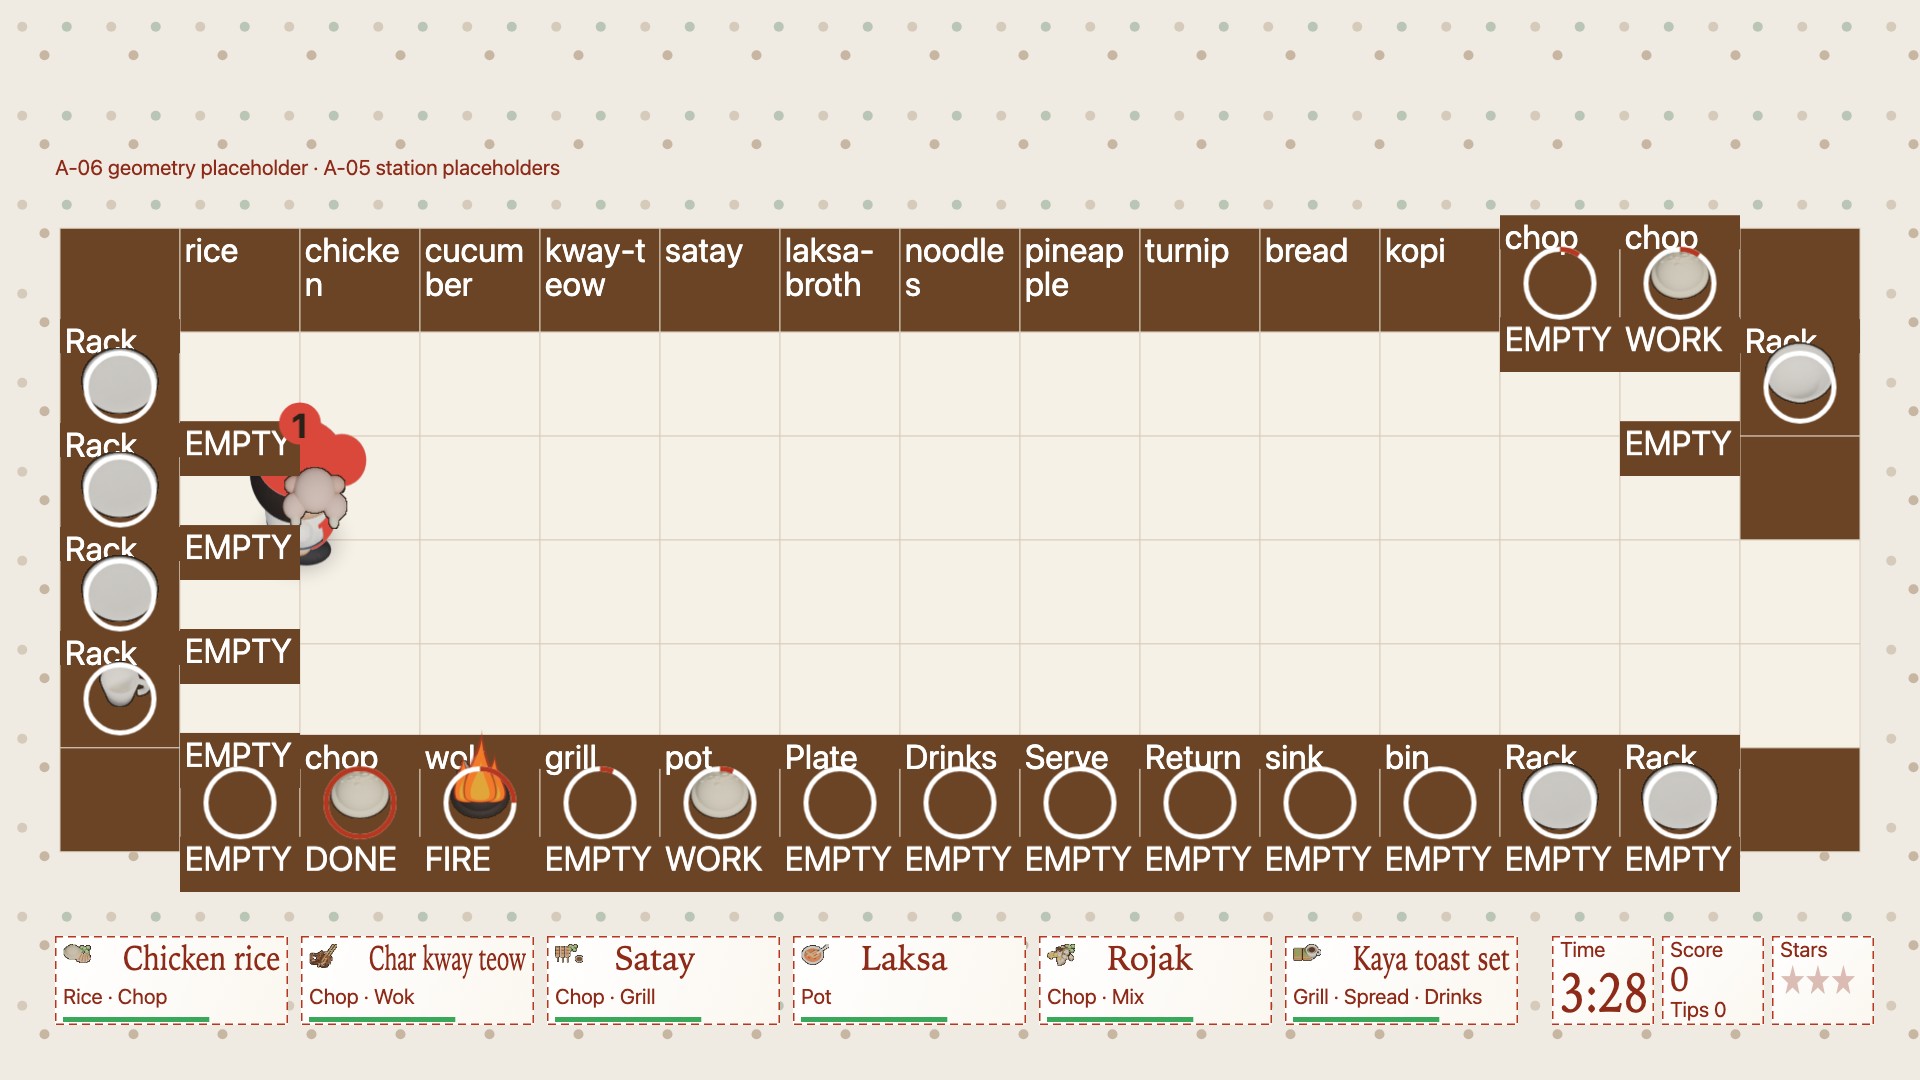 A-06 geometry placeholder · A-05 station placeholders
rice
chicke
n
cucum
ber
kway-t
eow
satay
laksa-
broth
noodle
s
pineap
ple
turnip
bread
kopi
chop
EMPTY
chop
WORK
Rack
EMPTY
Rack
EMPTY
1
1
Rack
EMPTY
Rack
EMPTY
Rack
EMPTY
EMPTY
chop
DONE
FIRE
grill
EMPTY
pot
WORK
Plate
EMPTY
Drinks
EMPTY
Serve
EMPTY
Return
EMPTY
sink
EMPTY
bin
EMPTY
Rack
EMPTY
Rack
EMPTY
Chicken rice
Rice · Chop
Char kway teow
Chop · Wok
Satay
Chop · Grill
Laksa
Pot
Rojak
Chop · Mix
Kaya toast set
Grill · Spread · Drinks
Time
3:28
Score
0
Tips 0
Stars